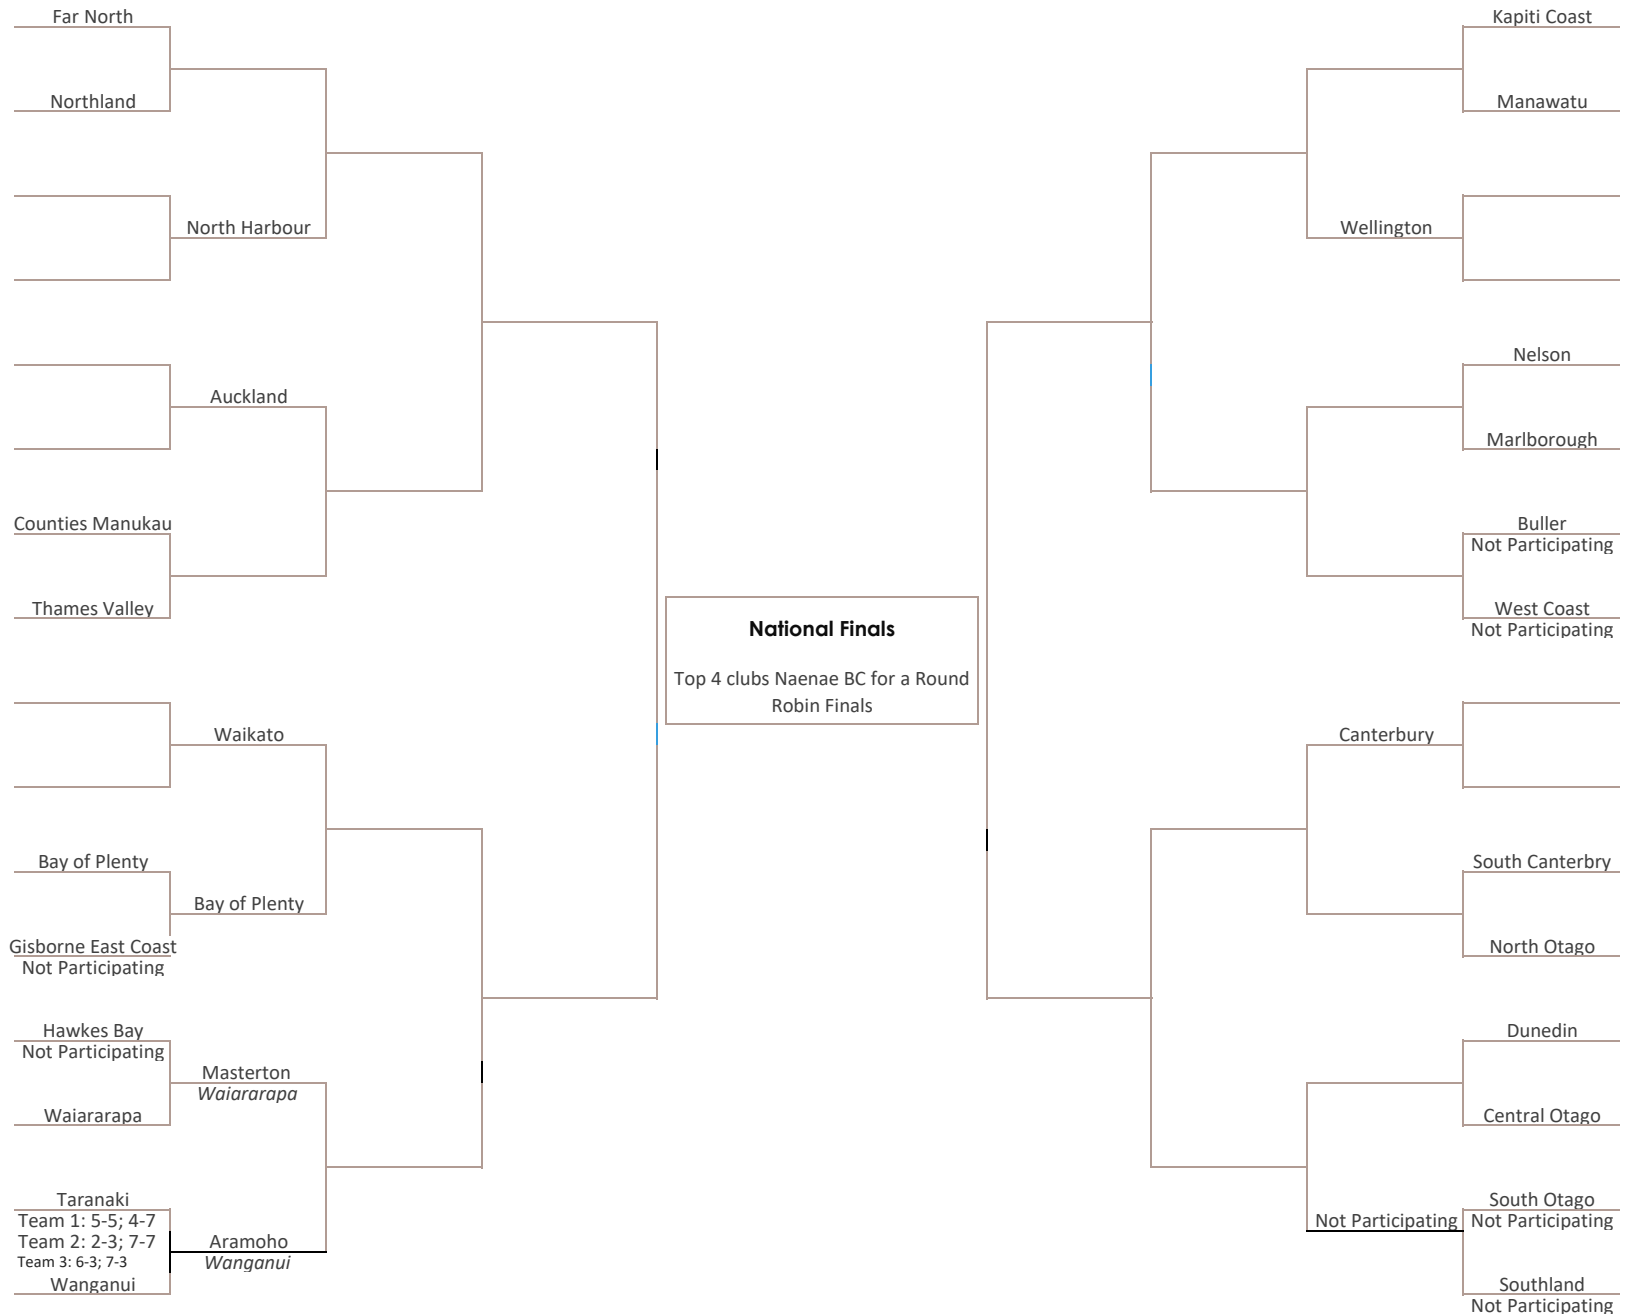 Far North
Northland
North Harbour
Auckland
Counties Manukau
Thames Valley
Waikato
Bay of Plenty
Bay of Plenty
Gisborne East Coast
Not Participating
Hawkes Bay
Not Participating
Masterton
Waiararapa
Waiararapa
Taranaki
Team 1: 5-5; 4-7
Team 2: 2-3; 7-7
Team 3: 6-3; 7-3
Aramoho
Wanganui
Wanganui
National Finals
Top 4 clubs Naenae BC for a Round
Robin Finals
Kapiti Coast
Manawatu
Wellington
Nelson
Marlborough
Buller
Not Participating
West Coast
Not Participating
Canterbury
South Canterbry
North Otago
Dunedin
Central Otago
Not Participating
South Otago
Not Participating
Southland
Not Participating